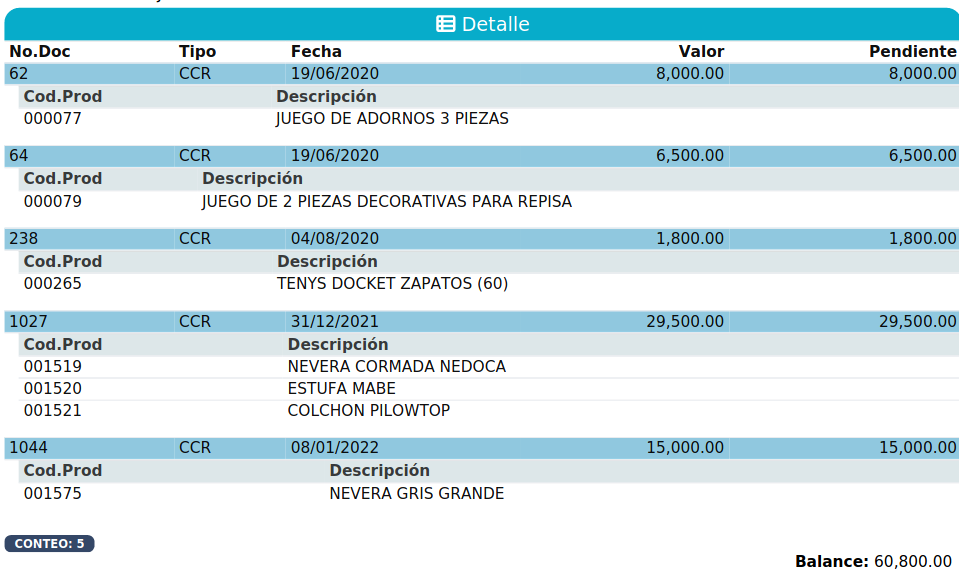 Detalle
No.Doc Tipo Fecha Valor Pendiente
62 CCR 19/06/2020 8,000.00 8,000.00
Cod.Prod Descripción
000077 JUEGO DE ADORNOS 3 PIEZAS
64 CCR 19/06/2020 6,500.00 6,500.00
Cod.Prod Descripción
000079 JUEGO DE 2 PIEZAS DECORATIVAS PARA REPISA
238 CCR 04/08/2020 1,800.00 1,800.00
Cod.Prod Descripción
000265 TENYS DOCKET ZAPATOS (60)
1027 CCR 31/12/2021 29,500.00 29,500.00
Cod.Prod Descripción
001519 NEVERA CORMADA NEDOCA
001520 ESTUFA MABE
001521 COLCHON PILOWTOP
1044 CCR 08/01/2022 15,000.00 15,000.00
Cod.Prod Descripción
001575 NEVERA GRIS GRANDE
CONTEO: 5
Balance: 60,800.00